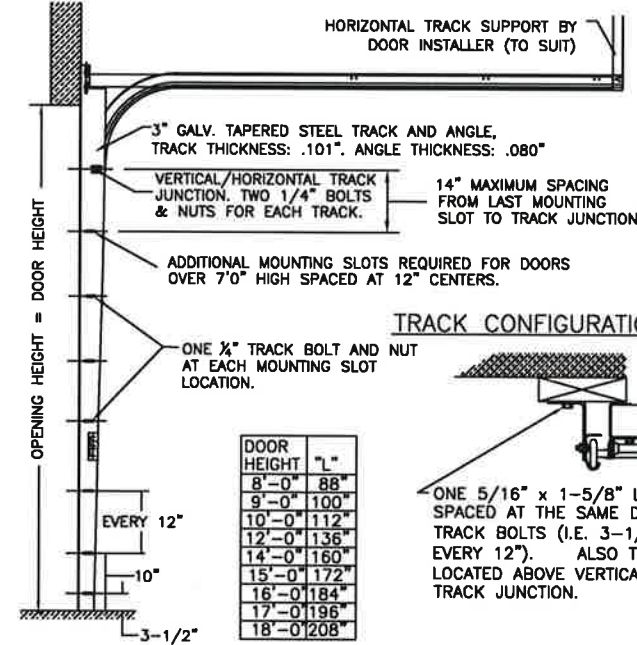 HORIZONTAL TRACK SUPPORT BY
DOOR INSTALLER (TO SUIT)
3" GALV. TAPERED STEEL TRACK AND ANGLE,
TRACK THICKNESS: .101". ANGLE THICKNESS: .080"
VERTICAL/HORIZONTAL TRACK
JUNCTION. TWO 1/4" BOLTS
& NUTS FOR EACH TRACK.
14" MAXIMUM SPACING
FROM LAST MOUNTING
SLOT TO TRACK JUNCTION
ADDITIONAL MOUNTING SLOTS REQUIRED FOR DOORS
OVER 7'0" HIGH SPACED AT 12" CENTERS.
OPENING HEIGHT = DOOR HEIGHT
TRACK CONFIGURATIO
ONE ¼" TRACK BOLT AND NUT
AT EACH MOUNTING SLOT
LOCATION.
DOOR HEIGHT "L"
8'-0" 88"
9'-0" 100"
10'-0" 112"
12'-0" 136"
14'-0" 160"
15'-0" 172"
16'-0" 184"
17'-0" 196"
18'-0" 208"
EVERY 12"
10"
3-1/2"
ONE 5/16" x 1-5/8" L
SPACED AT THE SAME D
TRACK BOLTS (I.E. 3-1/
EVERY 12"). ALSO T
LOCATED ABOVE VERTICA
TRACK JUNCTION.